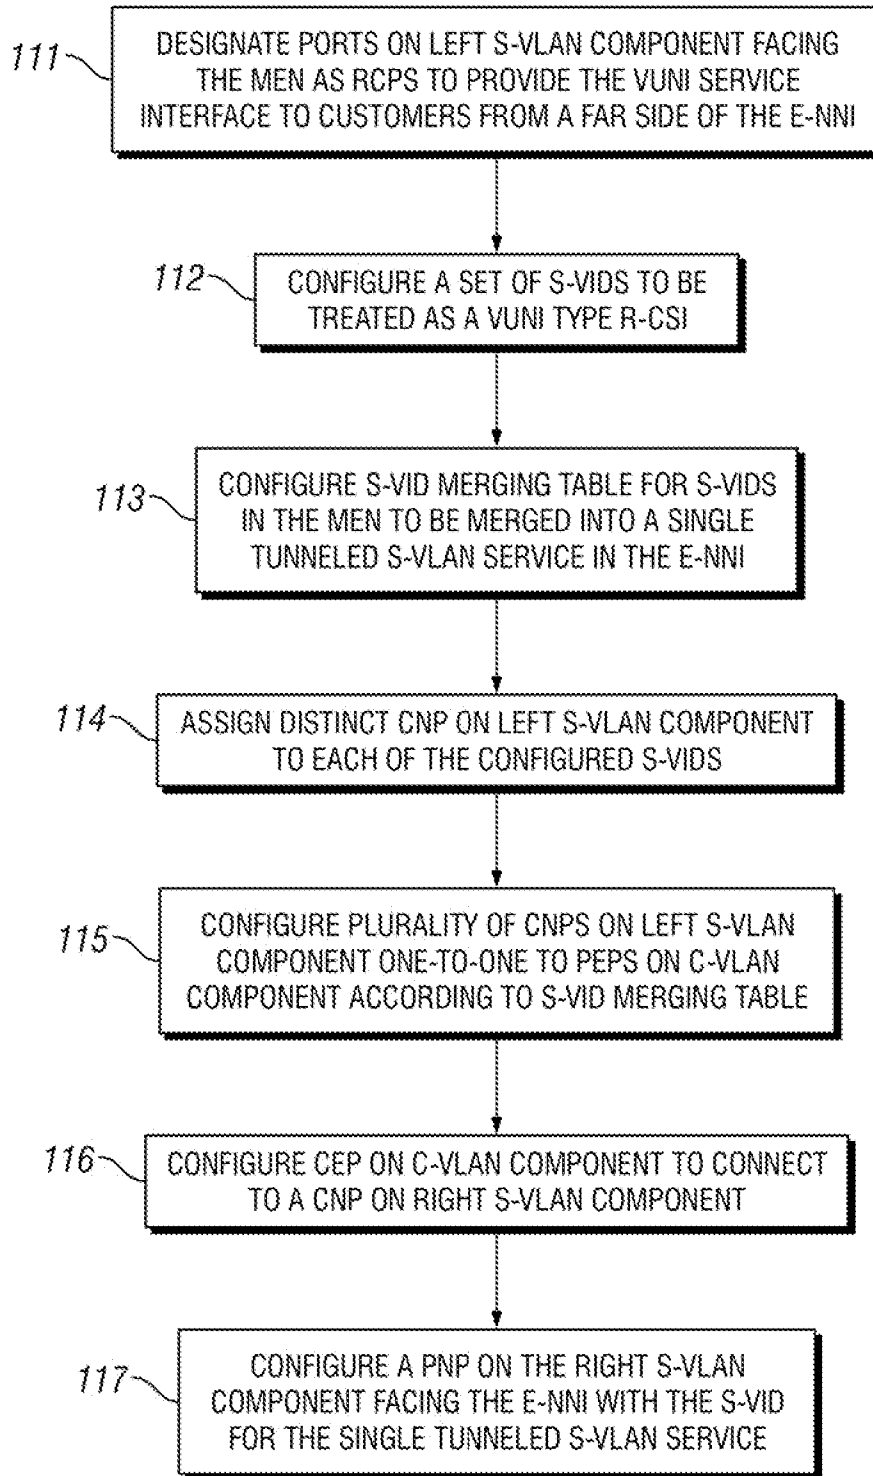 111
DESIGNATE PORTS ON LEFT S-VLAN COMPONENT FACING
THE MEN AS RCPS TO PROVIDE THE VUNI SERVICE
INTERFACE TO CUSTOMERS FROM A FAR SIDE OF THE E-NNI
112
CONFIGURE A SET OF S-VIDS TO BE
TREATED AS A VUNI TYPE R-CSI
113
CONFIGURE S-VID MERGING TABLE FOR S-VIDS
IN THE MEN TO BE MERGED INTO A SINGLE
TUNNELED S-VLAN SERVICE IN THE E-NNI
114
ASSIGN DISTINCT CNP ON LEFT S-VLAN COMPONENT
TO EACH OF THE CONFIGURED S-VIDS
115
CONFIGURE PLURALITY OF CNPS ON LEFT S-VLAN
COMPONENT ONE-TO-ONE TO PEPS ON C-VLAN
COMPONENT ACCORDING TO S-VID MERGING TABLE
116
CONFIGURE CEP ON C-VLAN COMPONENT TO CONNECT
TO A CNP ON RIGHT S-VLAN COMPONENT
117
CONFIGURE A PNP ON THE RIGHT S-VLAN
COMPONENT FACING THE E-NNI WITH THE S-VID
FOR THE SINGLE TUNNELED S-VLAN SERVICE